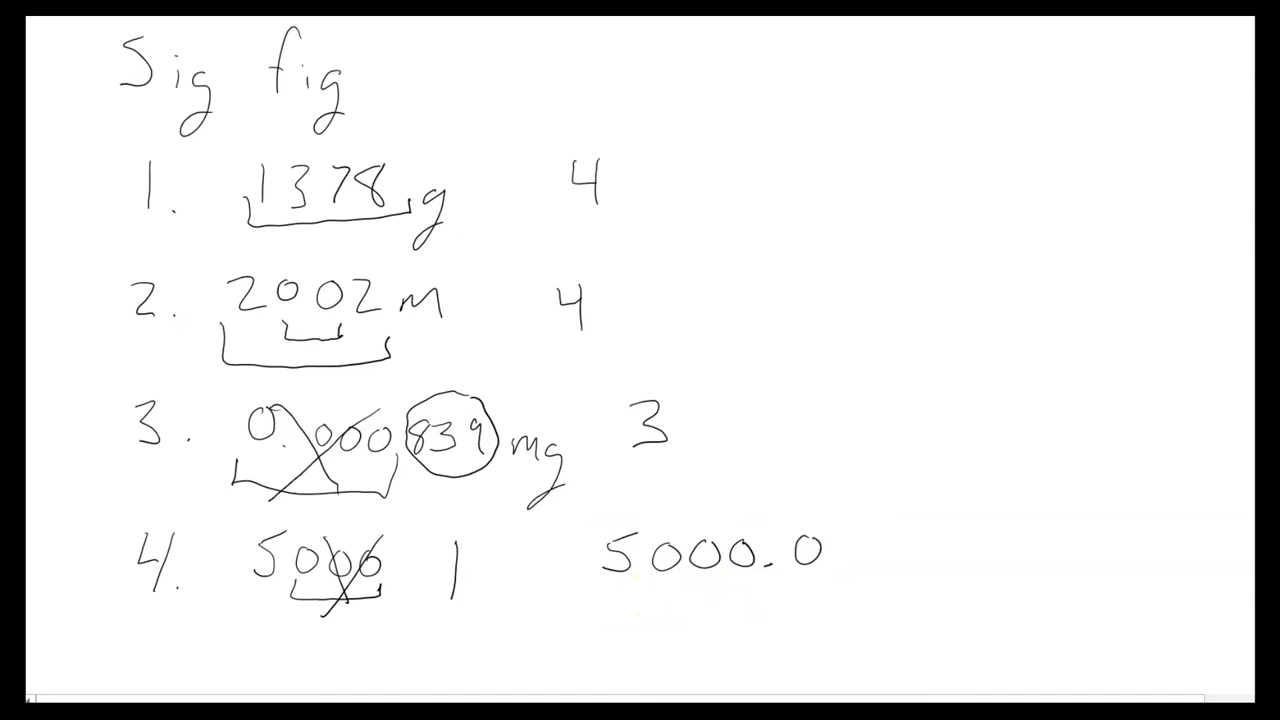 Sig fig
1. 1378 g 4
2. 2002 m 4
3. 0.000839 mg 3
4. 5000 1 5000.0